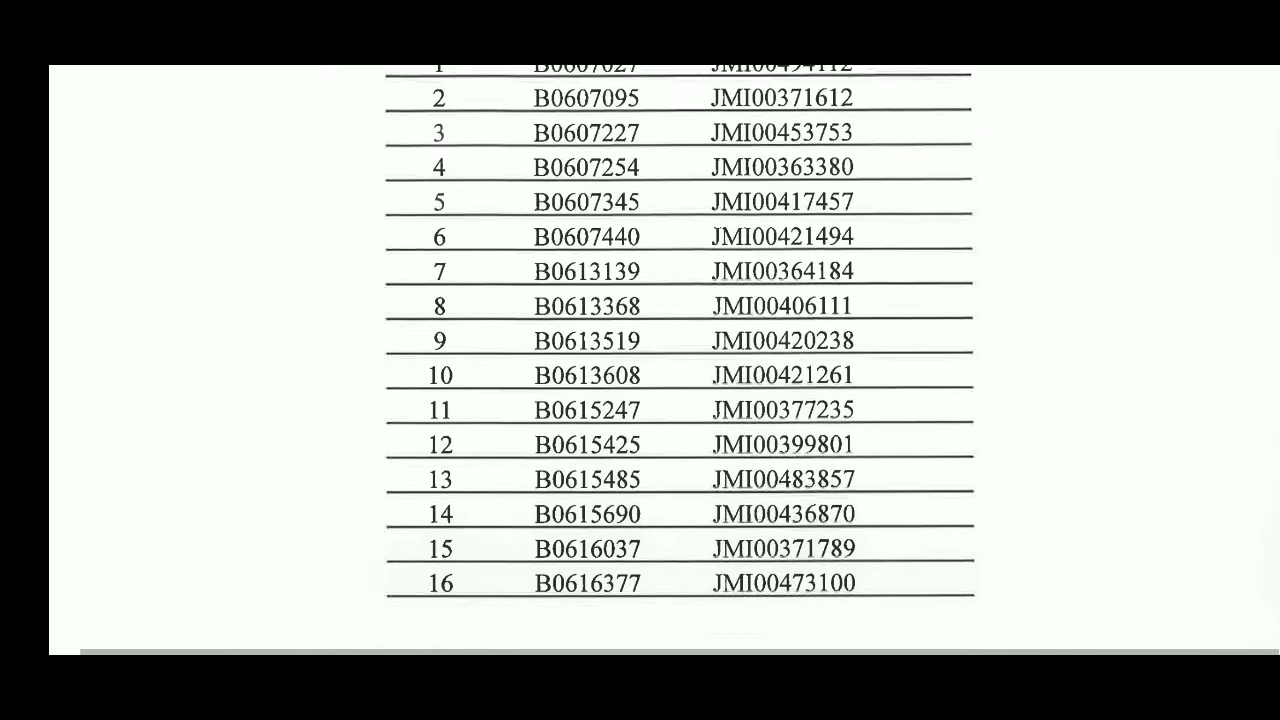 2 B0607095 JMI00371612
3 B0607227 JMI00453753
4 B0607254 JMI00363380
5 B0607345 JMI00417457
6 B0607440 JMI00421494
7 B0613139 JMI00364184
8 B0613368 JMI00406111
9 B0613519 JMI00420238
10 B0613608 JMI00421261
11 B0615247 JMI00377235
12 B0615425 JMI00399801
13 B0615485 JMI00483857
14 B0615690 JMI00436870
15 B0616037 JMI00371789
16 B0616377 JMI00473100